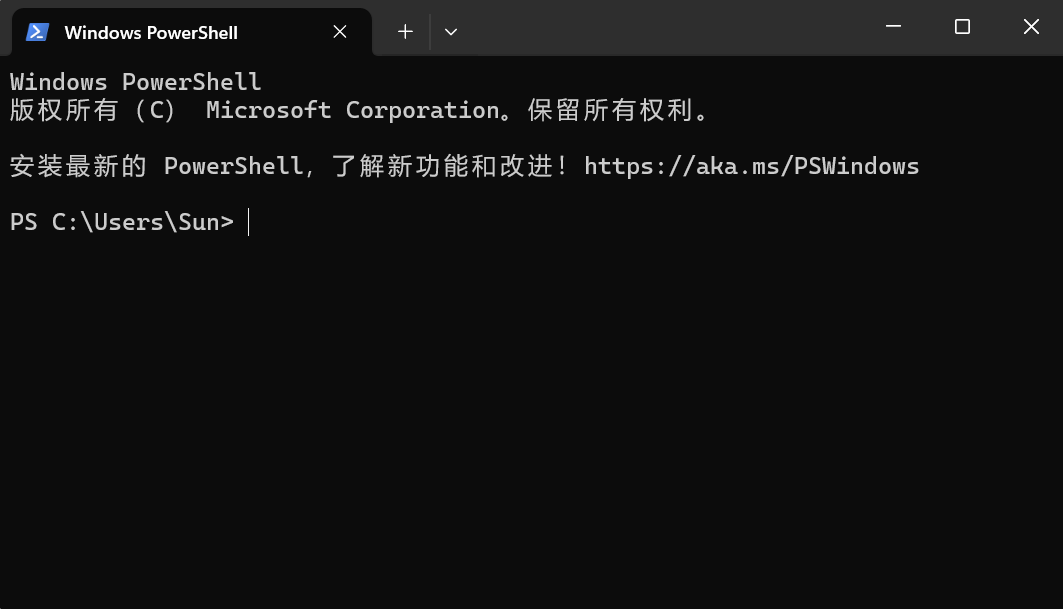 Windows PowerShell
Windows PowerShell
版权所有（C） Microsoft Corporation。保留所有权利。
安装最新的 PowerShell，了解新功能和改进！https://aka.ms/PSWindows
PS C:\Users\Sun>